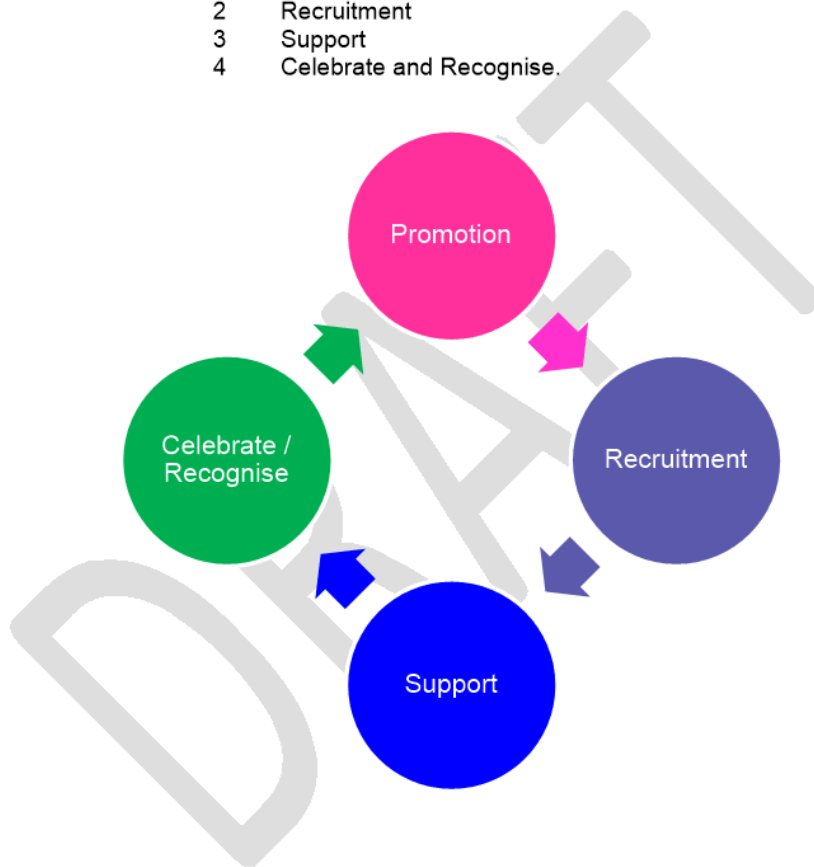 2 Recruitment
3 Support
4 Celebrate and Recognise.
Promotion
Celebrate /
Recognise
Recruitment
Support
DRAFT